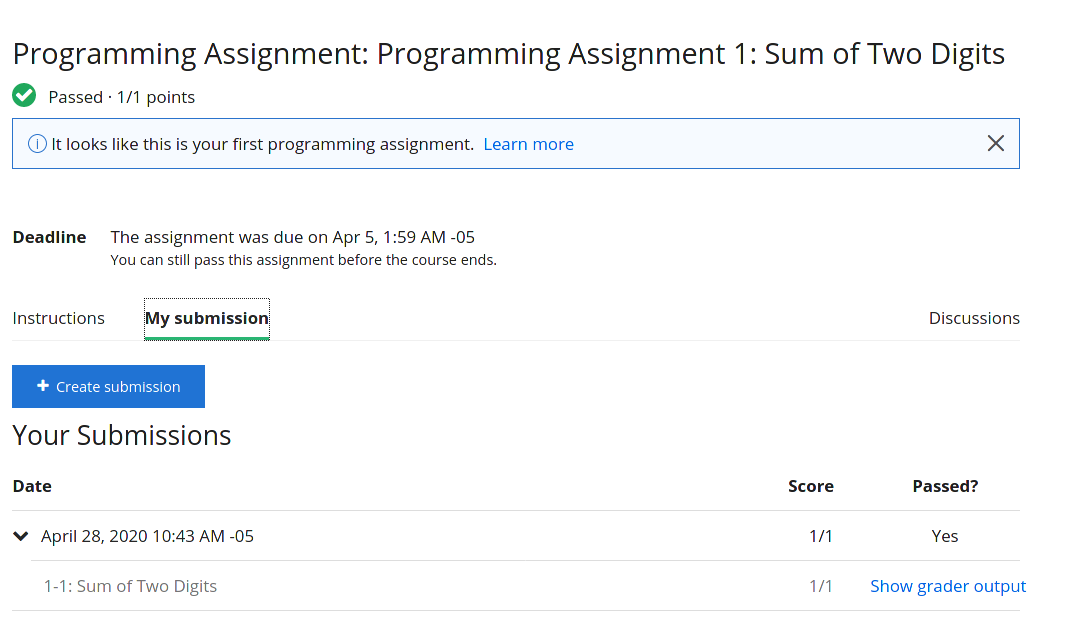 Programming Assignment: Programming Assignment 1: Sum of Two Digits
Passed · 1/1 points
It looks like this is your first programming assignment. Learn more
Deadline The assignment was due on Apr 5, 1:59 AM -05
You can still pass this assignment before the course ends.
Instructions My submission Discussions
+ Create submission
Your Submissions
Date Score Passed?
April 28, 2020 10:43 AM -05 1/1 Yes
1-1: Sum of Two Digits 1/1 Show grader output